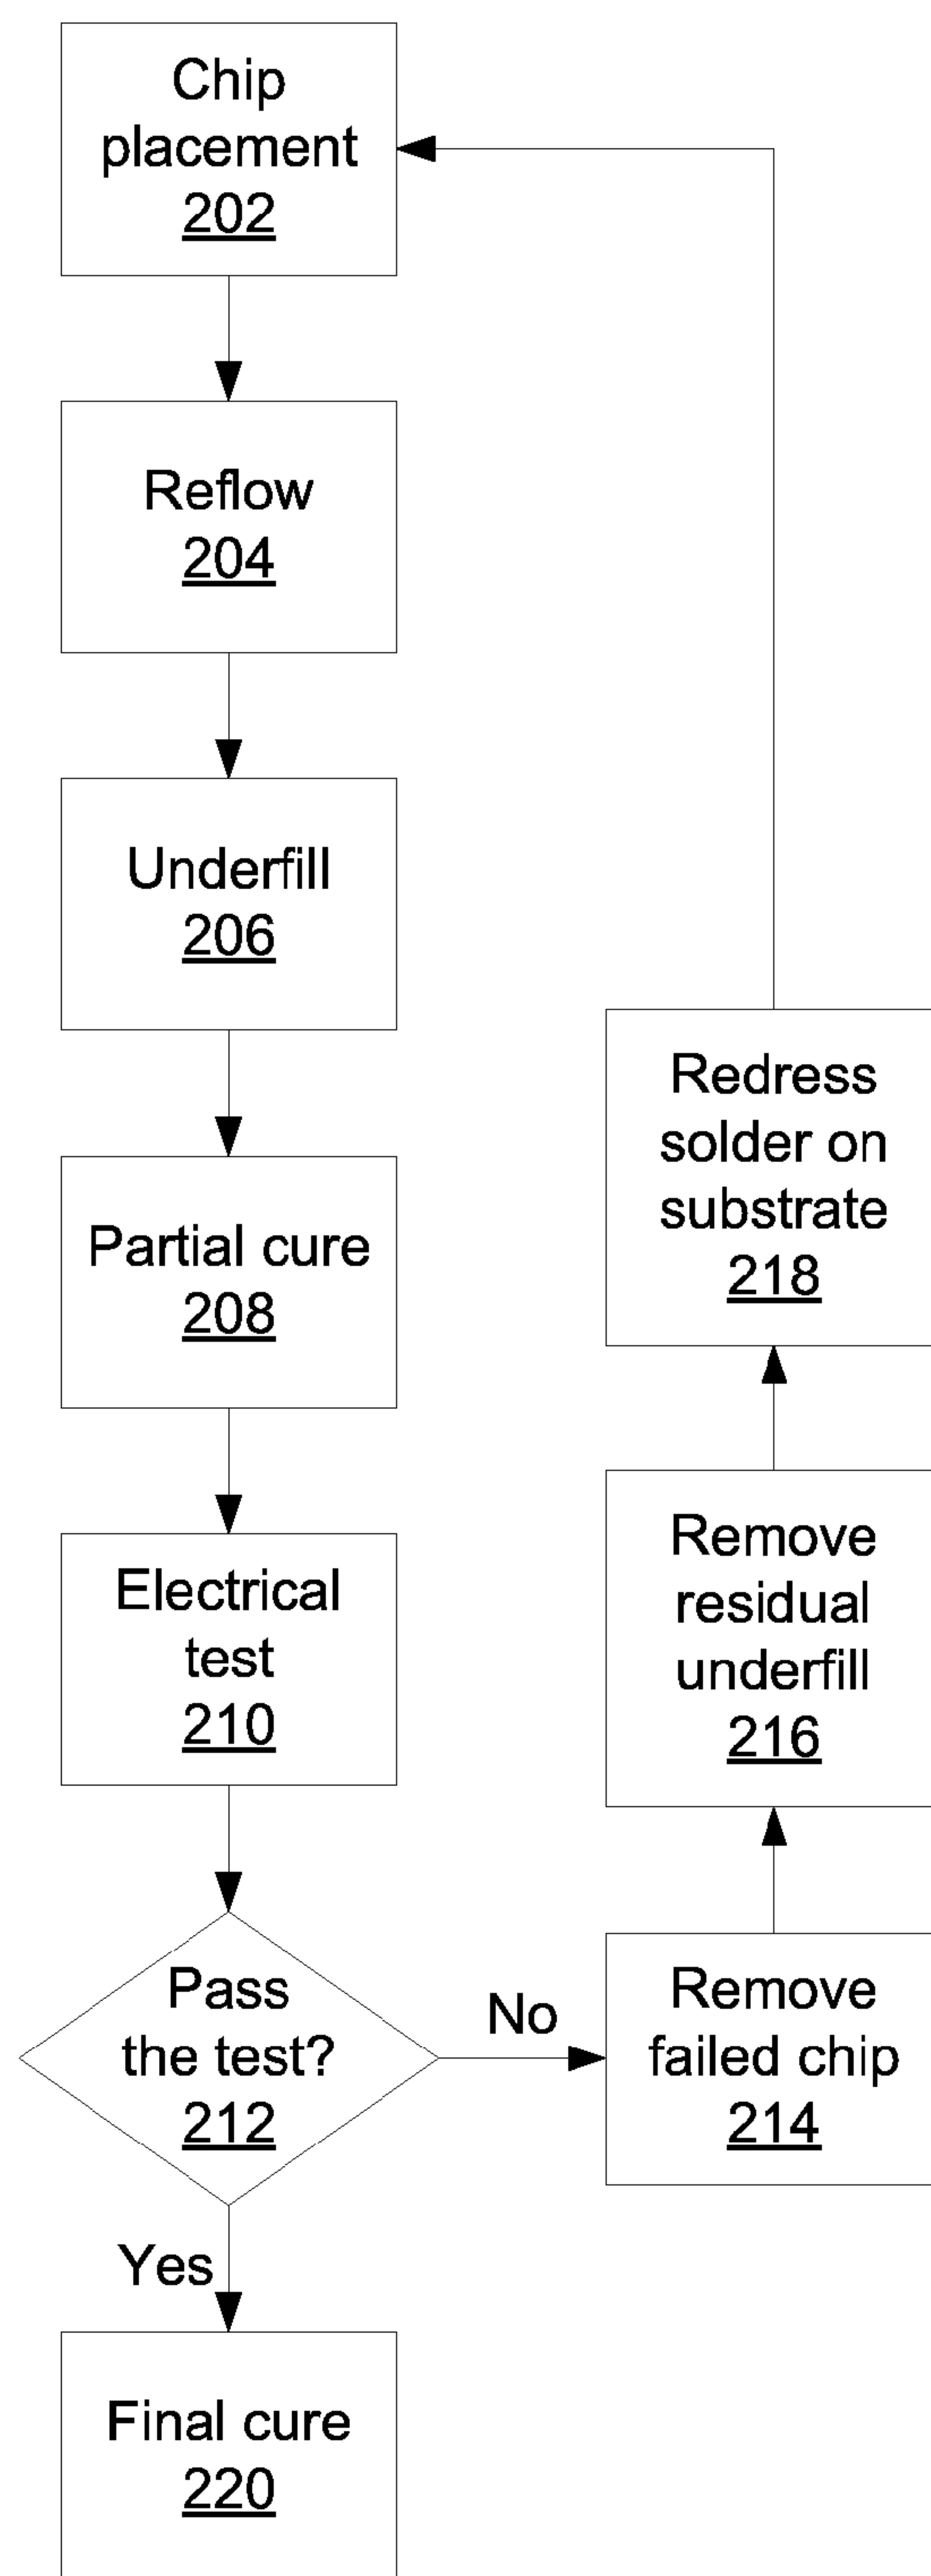 Chip
placement
202
Reflow
204
Underfill
206
Partial cure
208
Electrical
test
210
Pass
the test?
212
No
Yes
Final cure
220
Remove
failed chip
214
Remove
residual
underfill
216
Redress
solder on
substrate
218